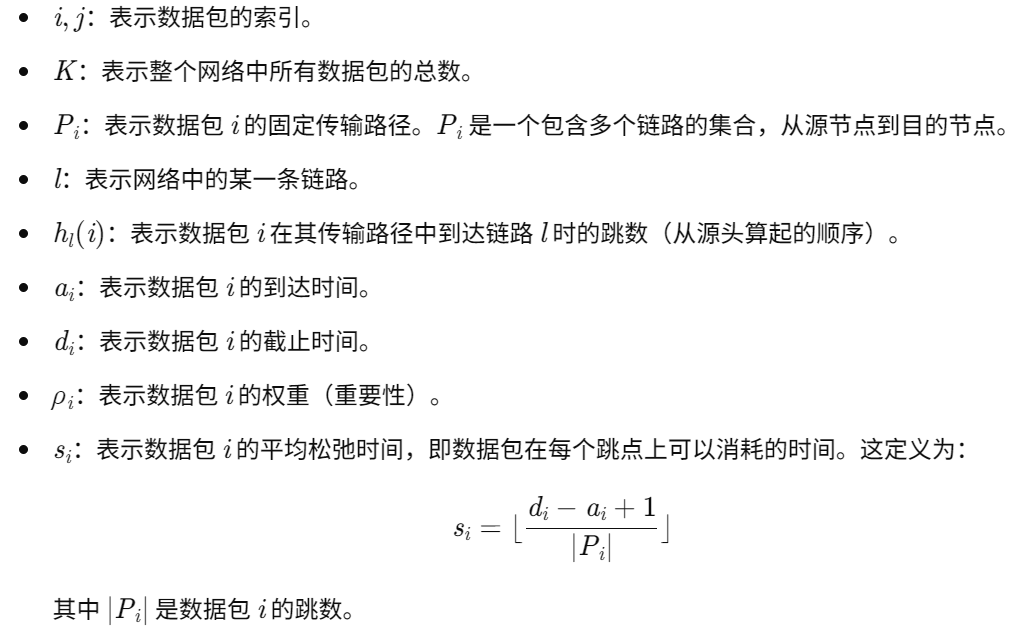 • i, j：表示数据包的索引。
• K：表示整个网络中所有数据包的总数。
• P_i：表示数据包 i 的固定传输路径。P_i 是一个包含多个链路的集合，从源节点到目的节点。
• l：表示网络中的某一条链路。
• h_l(i)：表示数据包 i 在其传输路径中到达链路 l 时的跳数（从源头算起的顺序）。
• a_i：表示数据包 i 的到达时间。
• d_i：表示数据包 i 的截止时间。
• ρ_i：表示数据包 i 的权重（重要性）。
• s_i：表示数据包 i 的平均松弛时间，即数据包在每个跳点上可以消耗的时间。这定义为：
s_i = ⌊(d_i − a_i + 1) / |P_i|⌋
其中 |P_i| 是数据包 i 的跳数。